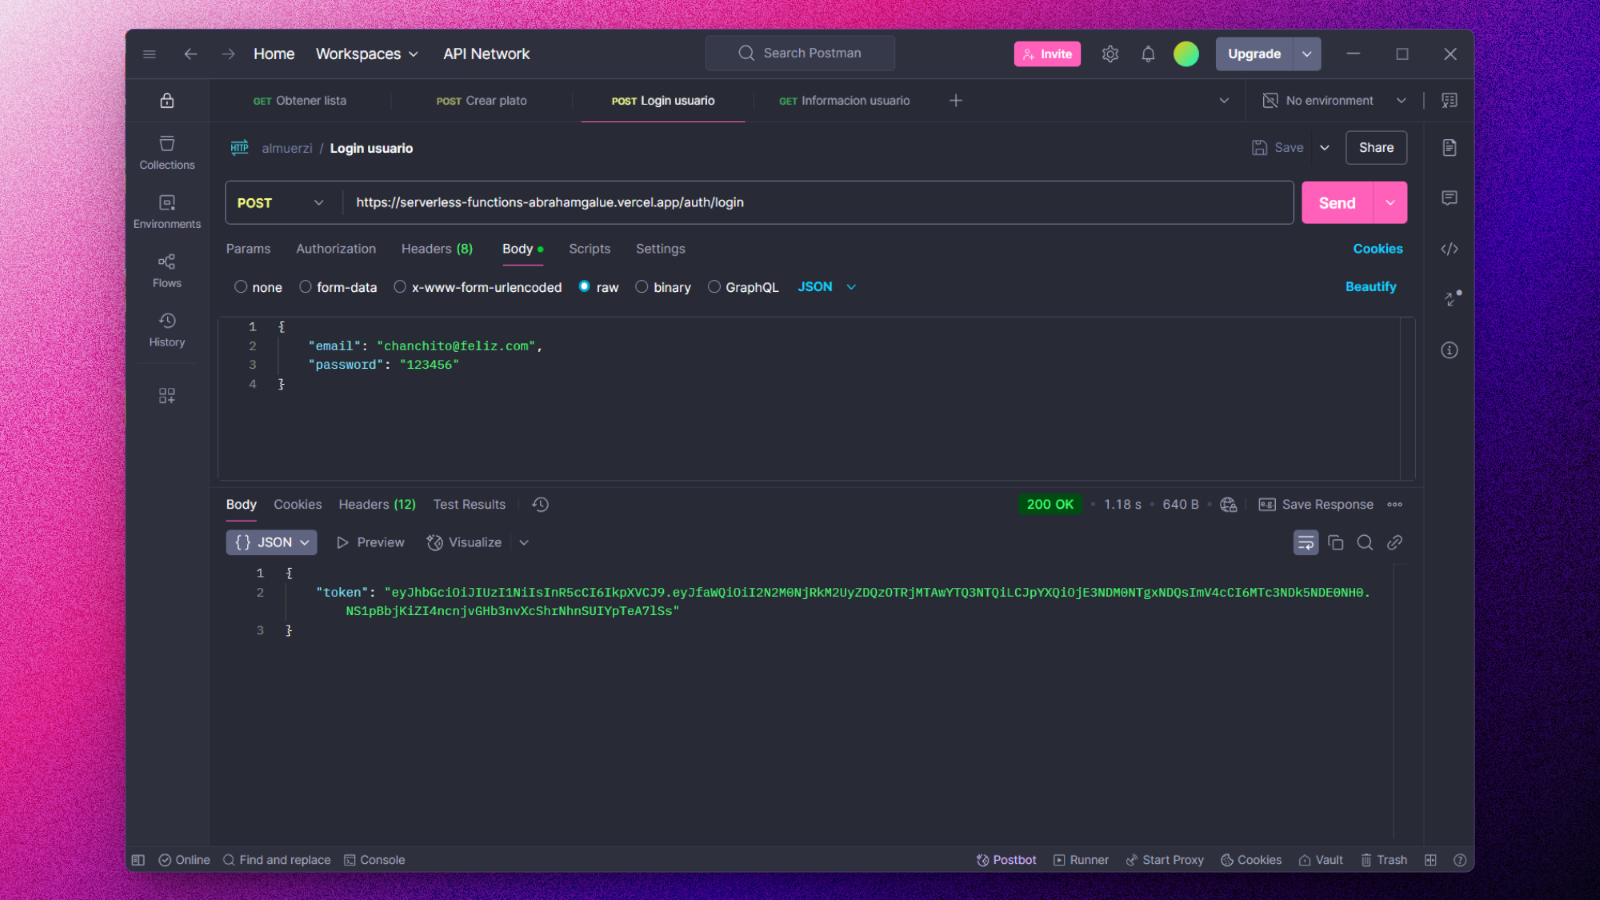 Home Workspaces API Network Search Postman Invite Upgrade
GET Obtener lista POST Crear plato POST Login usuario GET Informacion usuario No environment
HTTP almuerzi / Login usuario Save Share
Collections
Environments
Flows
History
POST https://serverless-functions-abrahamgalue.vercel.app/auth/login Send
Params Authorization Headers (8) Body Scripts Settings Cookies
none form-data x-www-form-urlencoded raw binary GraphQL JSON Beautify
1 {
2 "email": "chanchito@feliz.com",
3 "password": "123456"
4 }
Body Cookies Headers (12) Test Results 200 OK • 1.18 s • 640 B e.g. Save Response
{} JSON Preview Visualize
1 {
2 "token": "eyJhbGciOiJIUzI1NiIsInR5cCI6IkpXVCJ9.eyJfaWQiOiI2N2M0NjRkM2UyZDQzOTRjMTAwYTQ3NTQiLCJpYXQiOjE3NDM0NTgxNDQsImV4cCI6MTc3NDk5NDE0NH0.
NS1pBbjKiZI4ncnjvGHb3nvXcShrNhnSUIYpTeA7lSs"
3 }
Online Find and replace Console Postbot Runner Start Proxy Cookies Vault Trash